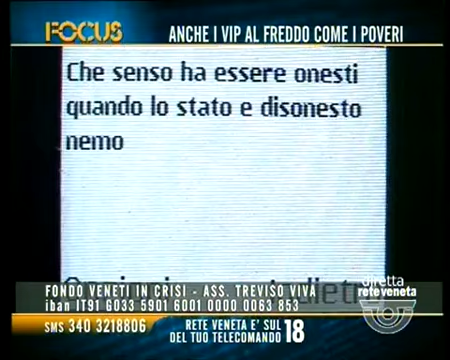 FOCUS
ANCHE I VIP AL FREDDO COME I POVERI
Che senso ha essere onesti
quando lo stato e disonesto
nemo
FONDO VENETI IN CRISI - ASS. TREVISO VIVA
iban IT91 G033 5901 6001 0000 0063 853
diretta
reteveneta
SMS 340 3218806
RETE VENETA E' SUL
DEL TUO TELECOMANDO 18